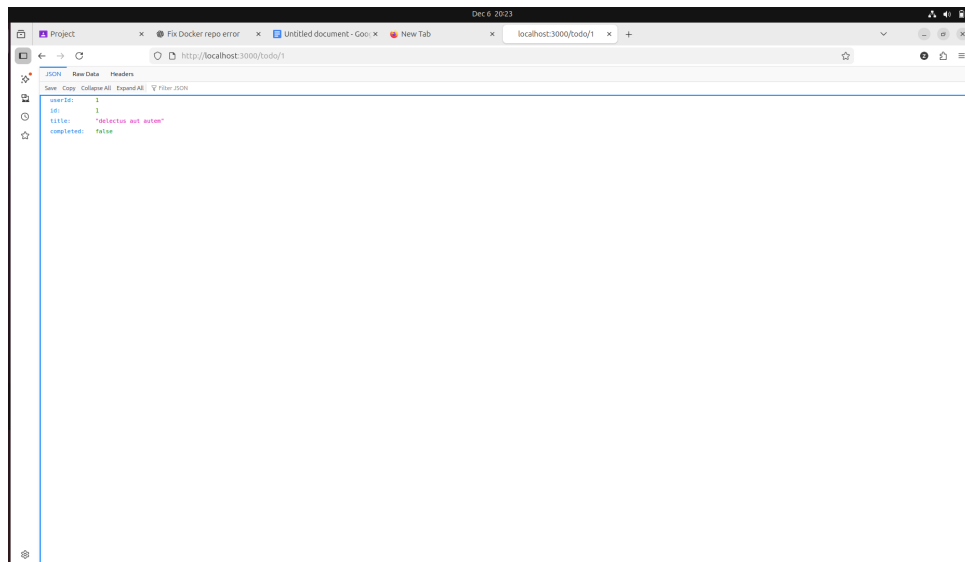 Dec 6 20:23
Project
Fix Docker repo error
Untitled document - Goo
New Tab
localhost:3000/todo/1
http://localhost:3000/todo/1
JSON Raw Data Headers
Save Copy Collapse All Expand All Filter JSON
userId: 1
id: 1
title: "delectus aut autem"
completed: false